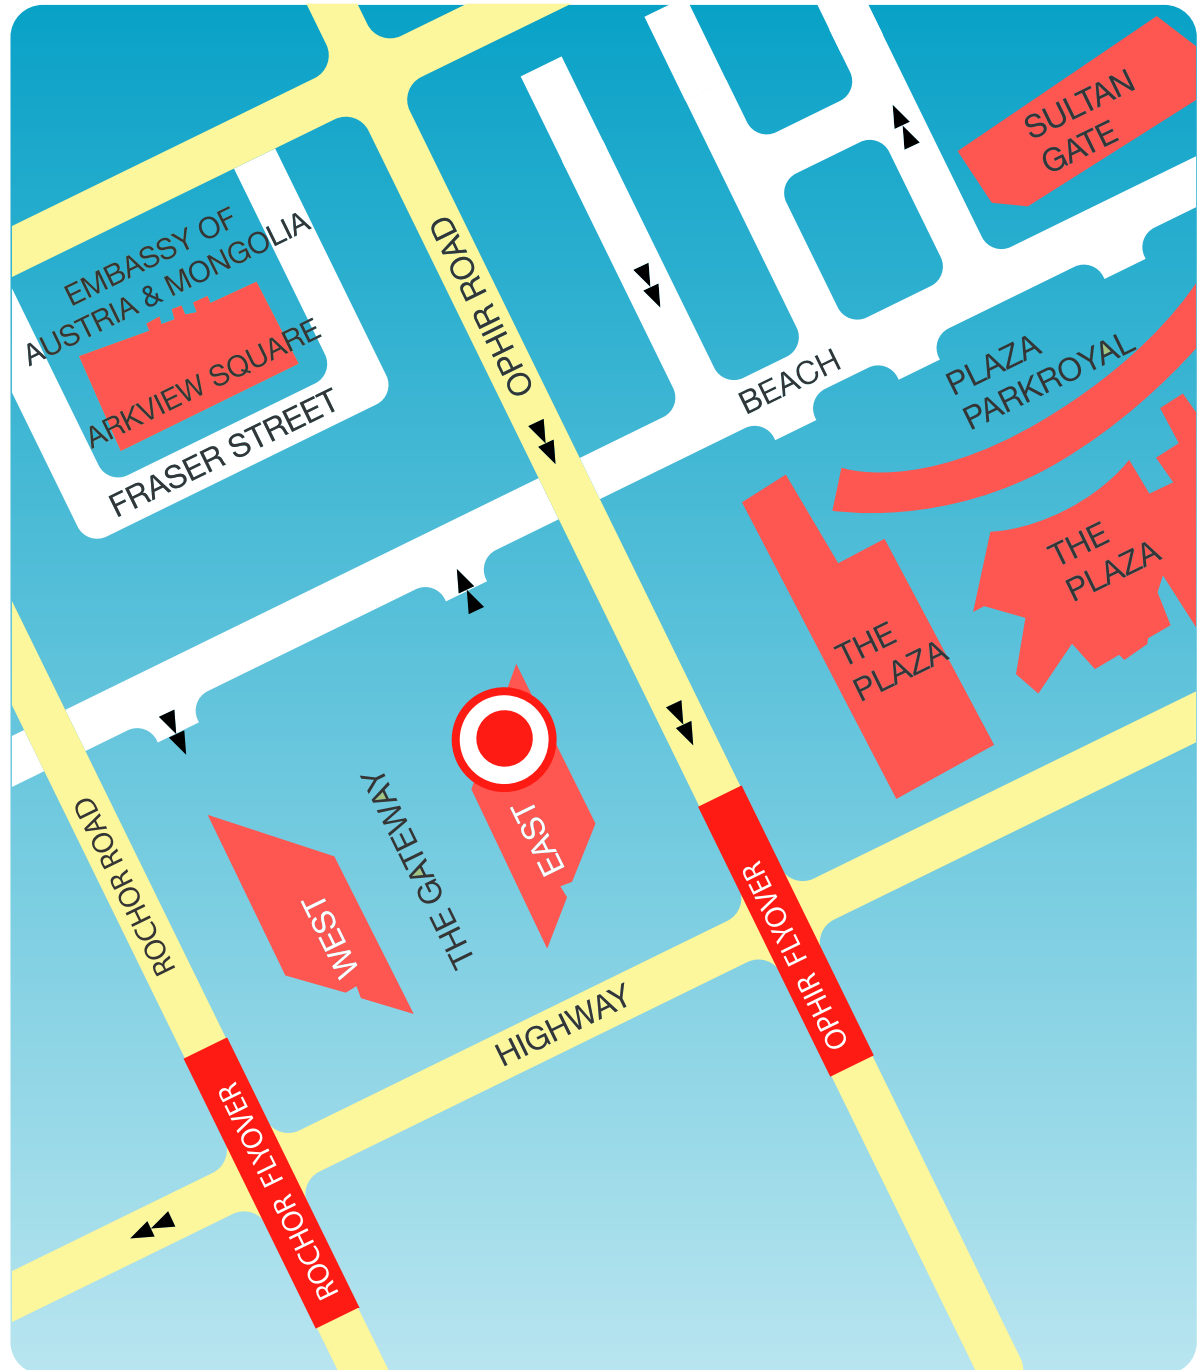 SULTAN
GATE
EMBASSY OF
AUSTRIA & MONGOLIA
ARKVIEW SQUARE
FRASER STREET
OPHIR ROAD
BEACH
PLAZA
PARKROYAL
THE
PLAZA
THE
PLAZA
ROCHOR ROAD
THE GATEWAY
EAST
WEST
OPHIR FLYOVER
HIGHWAY
ROCHOR FLYOVER